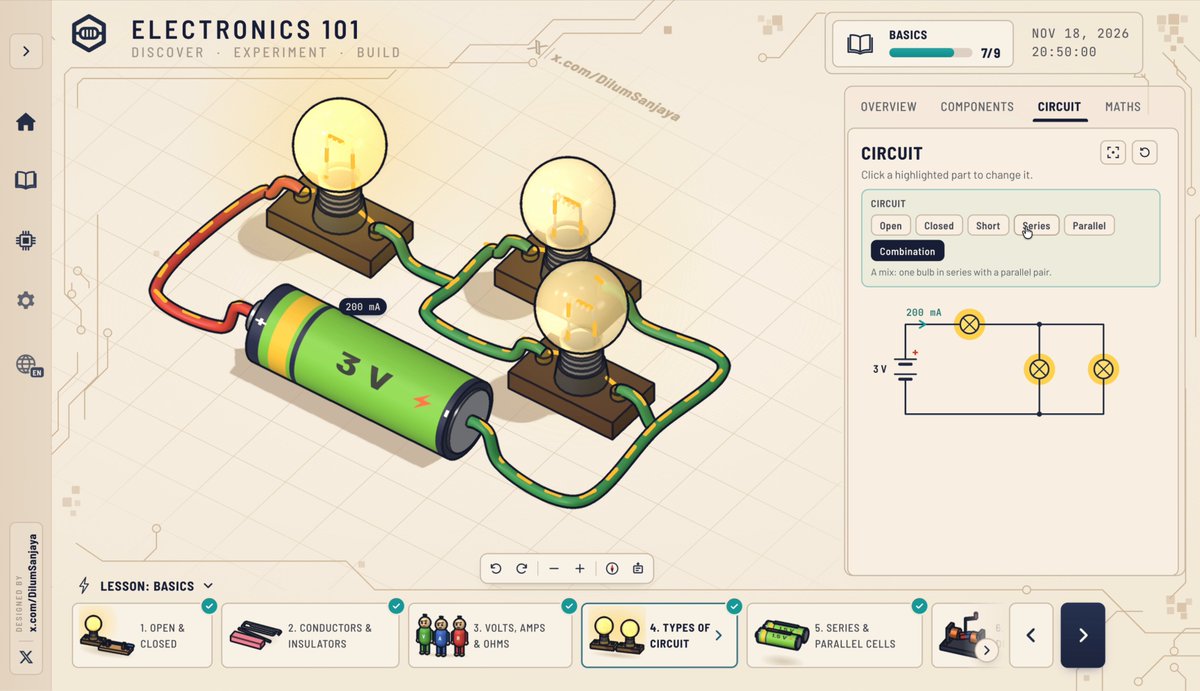 ELECTRONICS 101
DISCOVER · EXPERIMENT · BUILD
x.com/DilumSanjaya
BASICS
7/9
NOV 18, 2026
20:50:00
OVERVIEW
COMPONENTS
CIRCUIT
MATHS
CIRCUIT
Click a highlighted part to change it.
CIRCUIT
Open
Closed
Short
Series
Parallel
Combination
A mix: one bulb in series with a parallel pair.
200 mA
+
3 V
200 mA
+
3 V
EN
DESIGNED BY
x.com/DilumSanjaya
X
LESSON: BASICS
1. OPEN &
CLOSED
2. CONDUCTORS &
INSULATORS
V A Ω
3. VOLTS, AMPS
& OHMS
4. TYPES OF
CIRCUIT
1.5 V
5. SERIES &
PARALLEL CELLS
6.